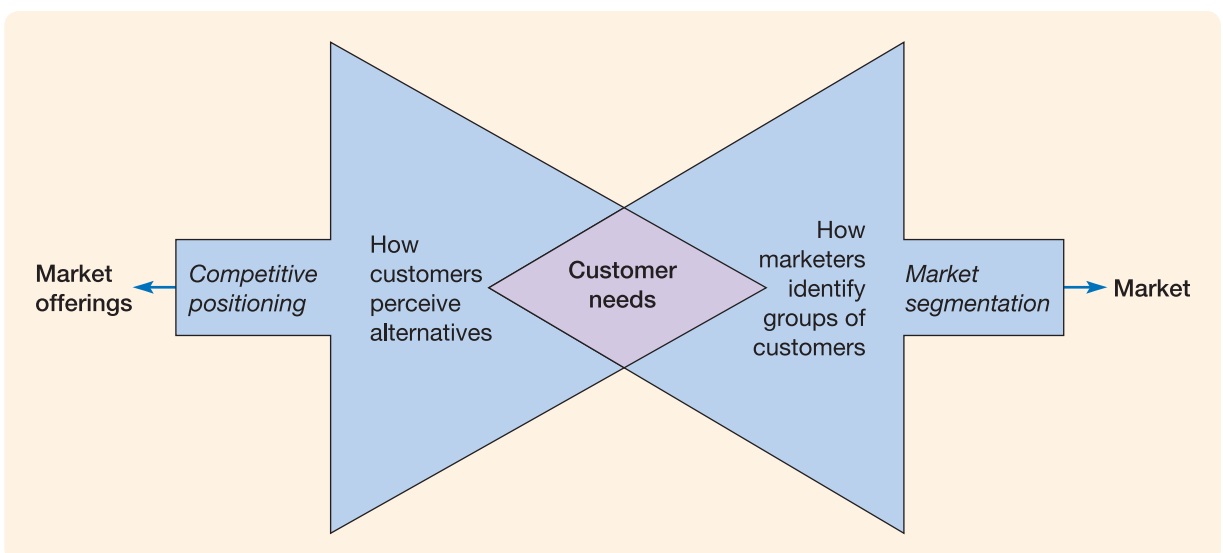 Market
offerings
Competitive
positioning
How
customers
perceive
alternatives
Customer
needs
How
marketers
identify
groups of
customers
Market
segmentation
Market